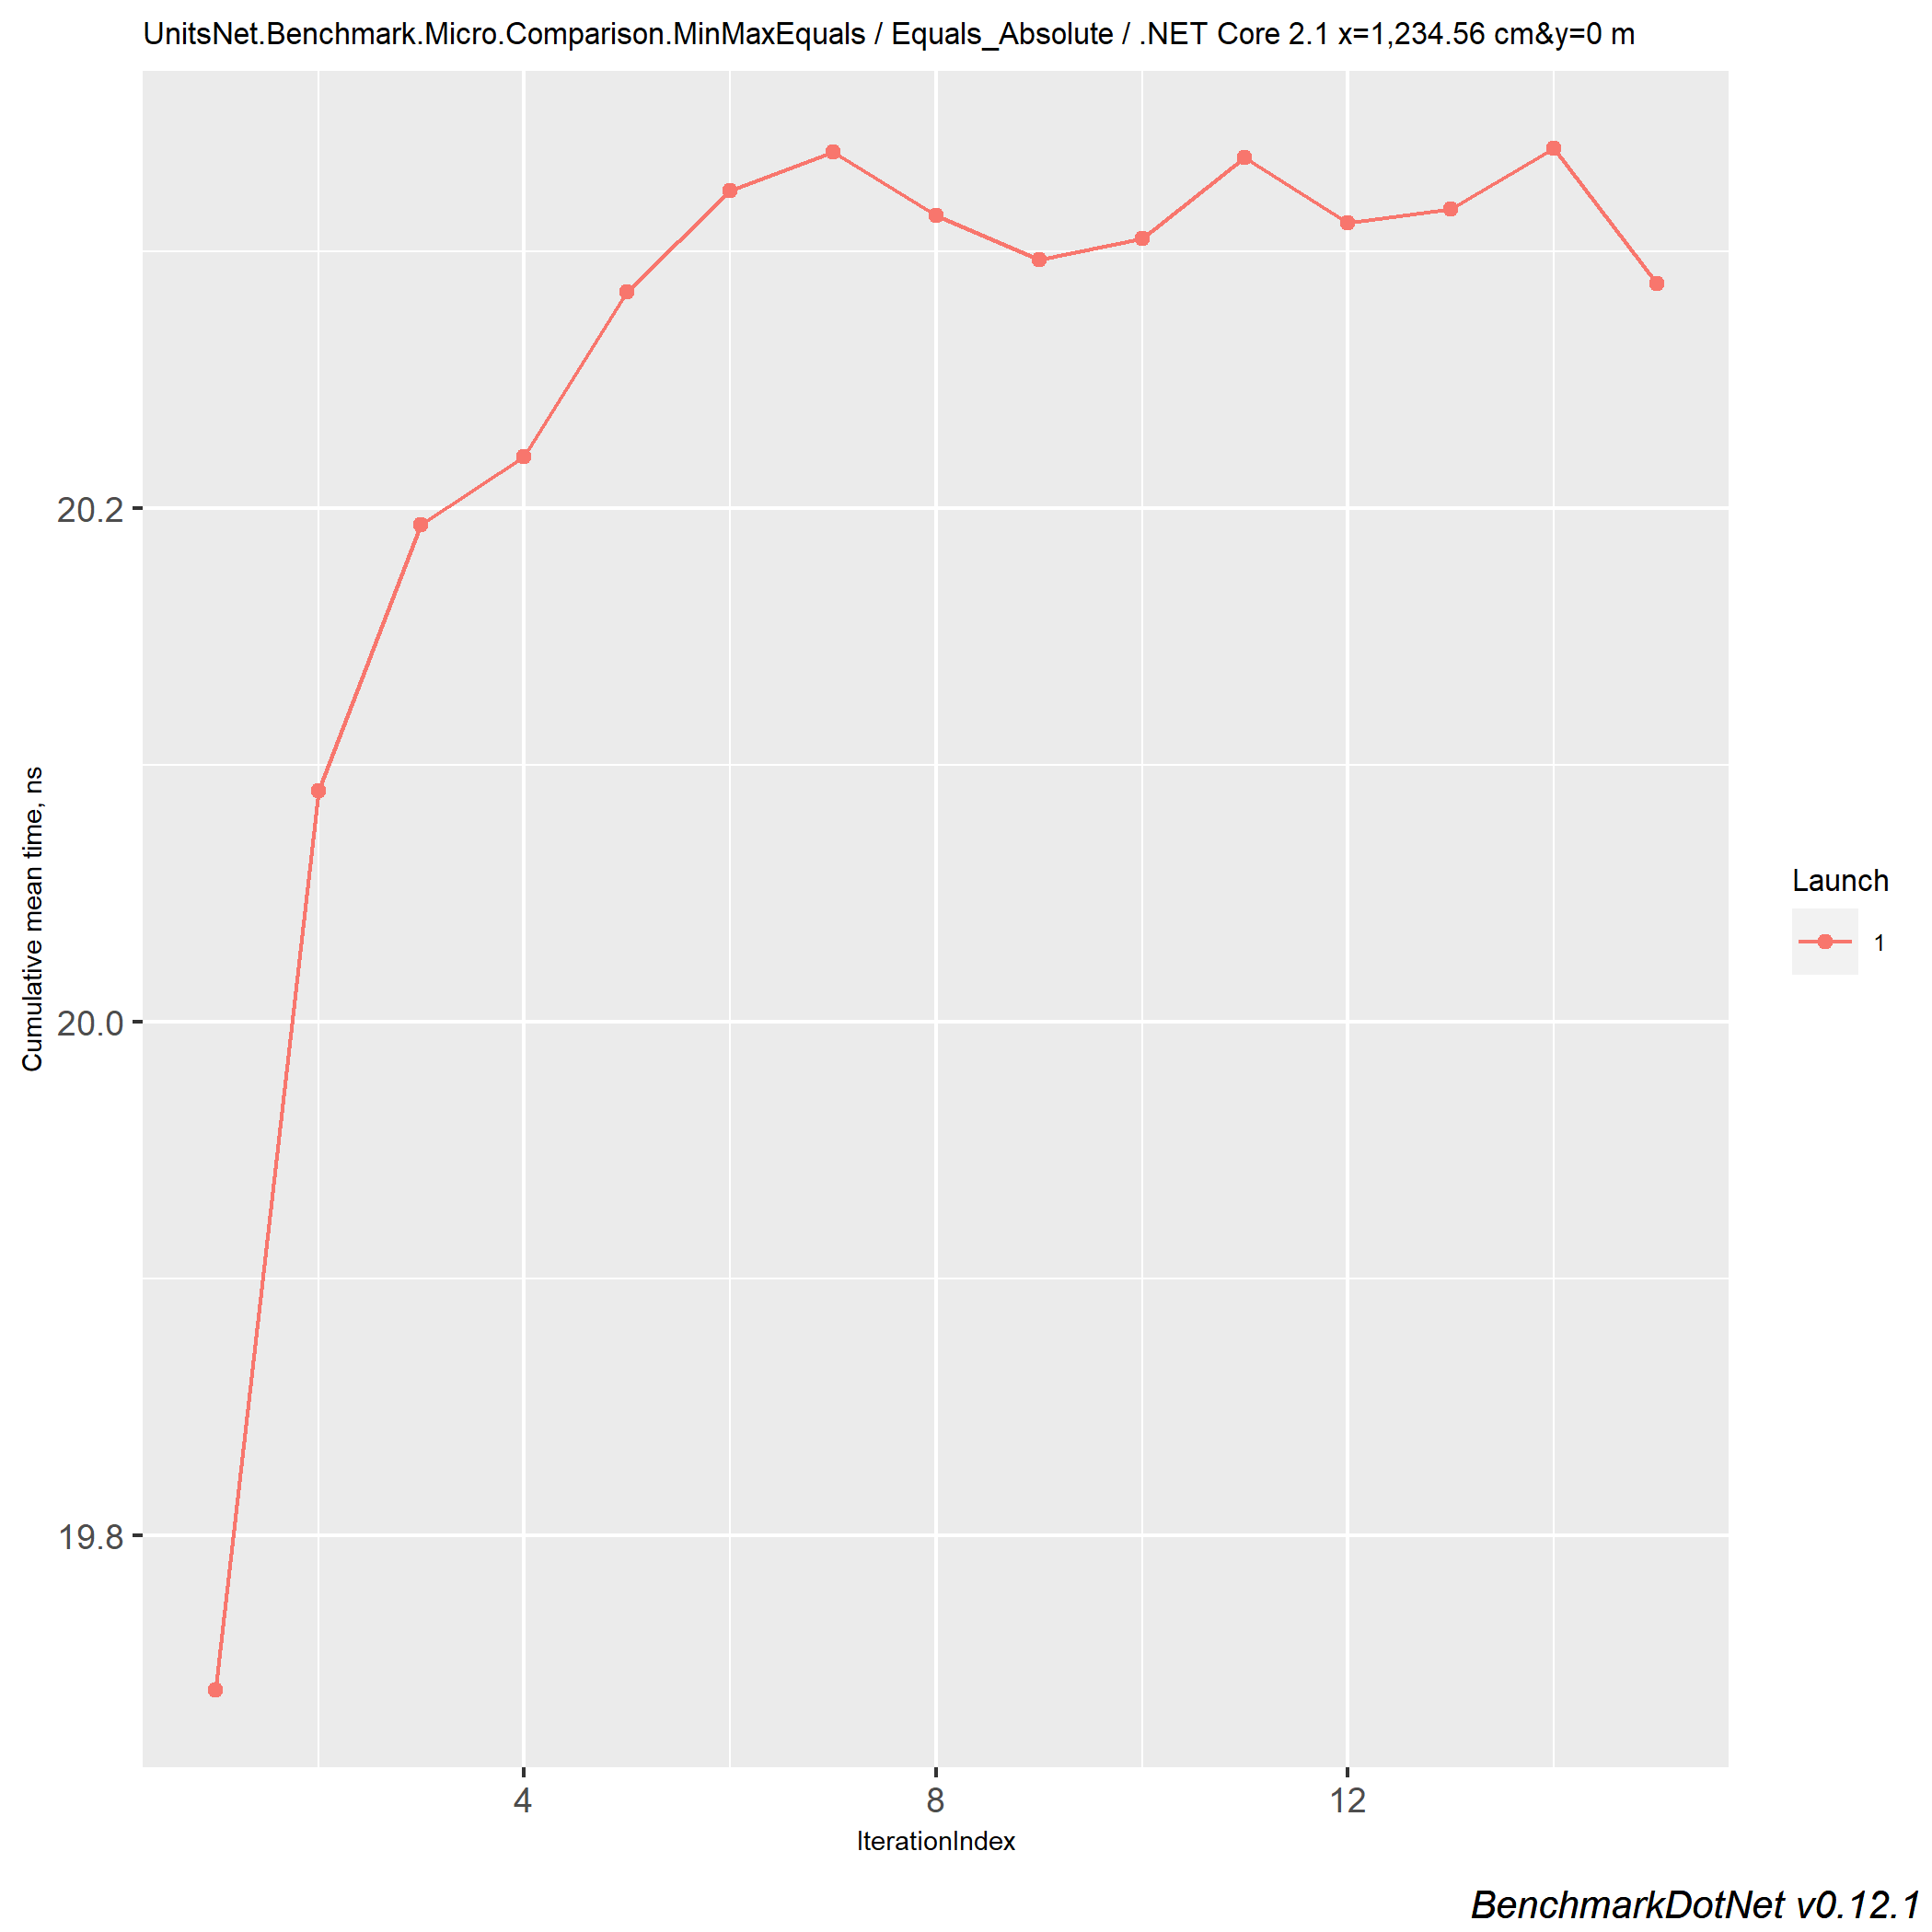 UnitsNet.Benchmark.Micro.Comparison.MinMaxEquals / Equals_Absolute / .NET Core 2.1 x=1,234.56 cm&y=0 m
Cumulative mean time, ns
20.2
20.0
19.8
4
8
12
IterationIndex
Launch
1
BenchmarkDotNet v0.12.1